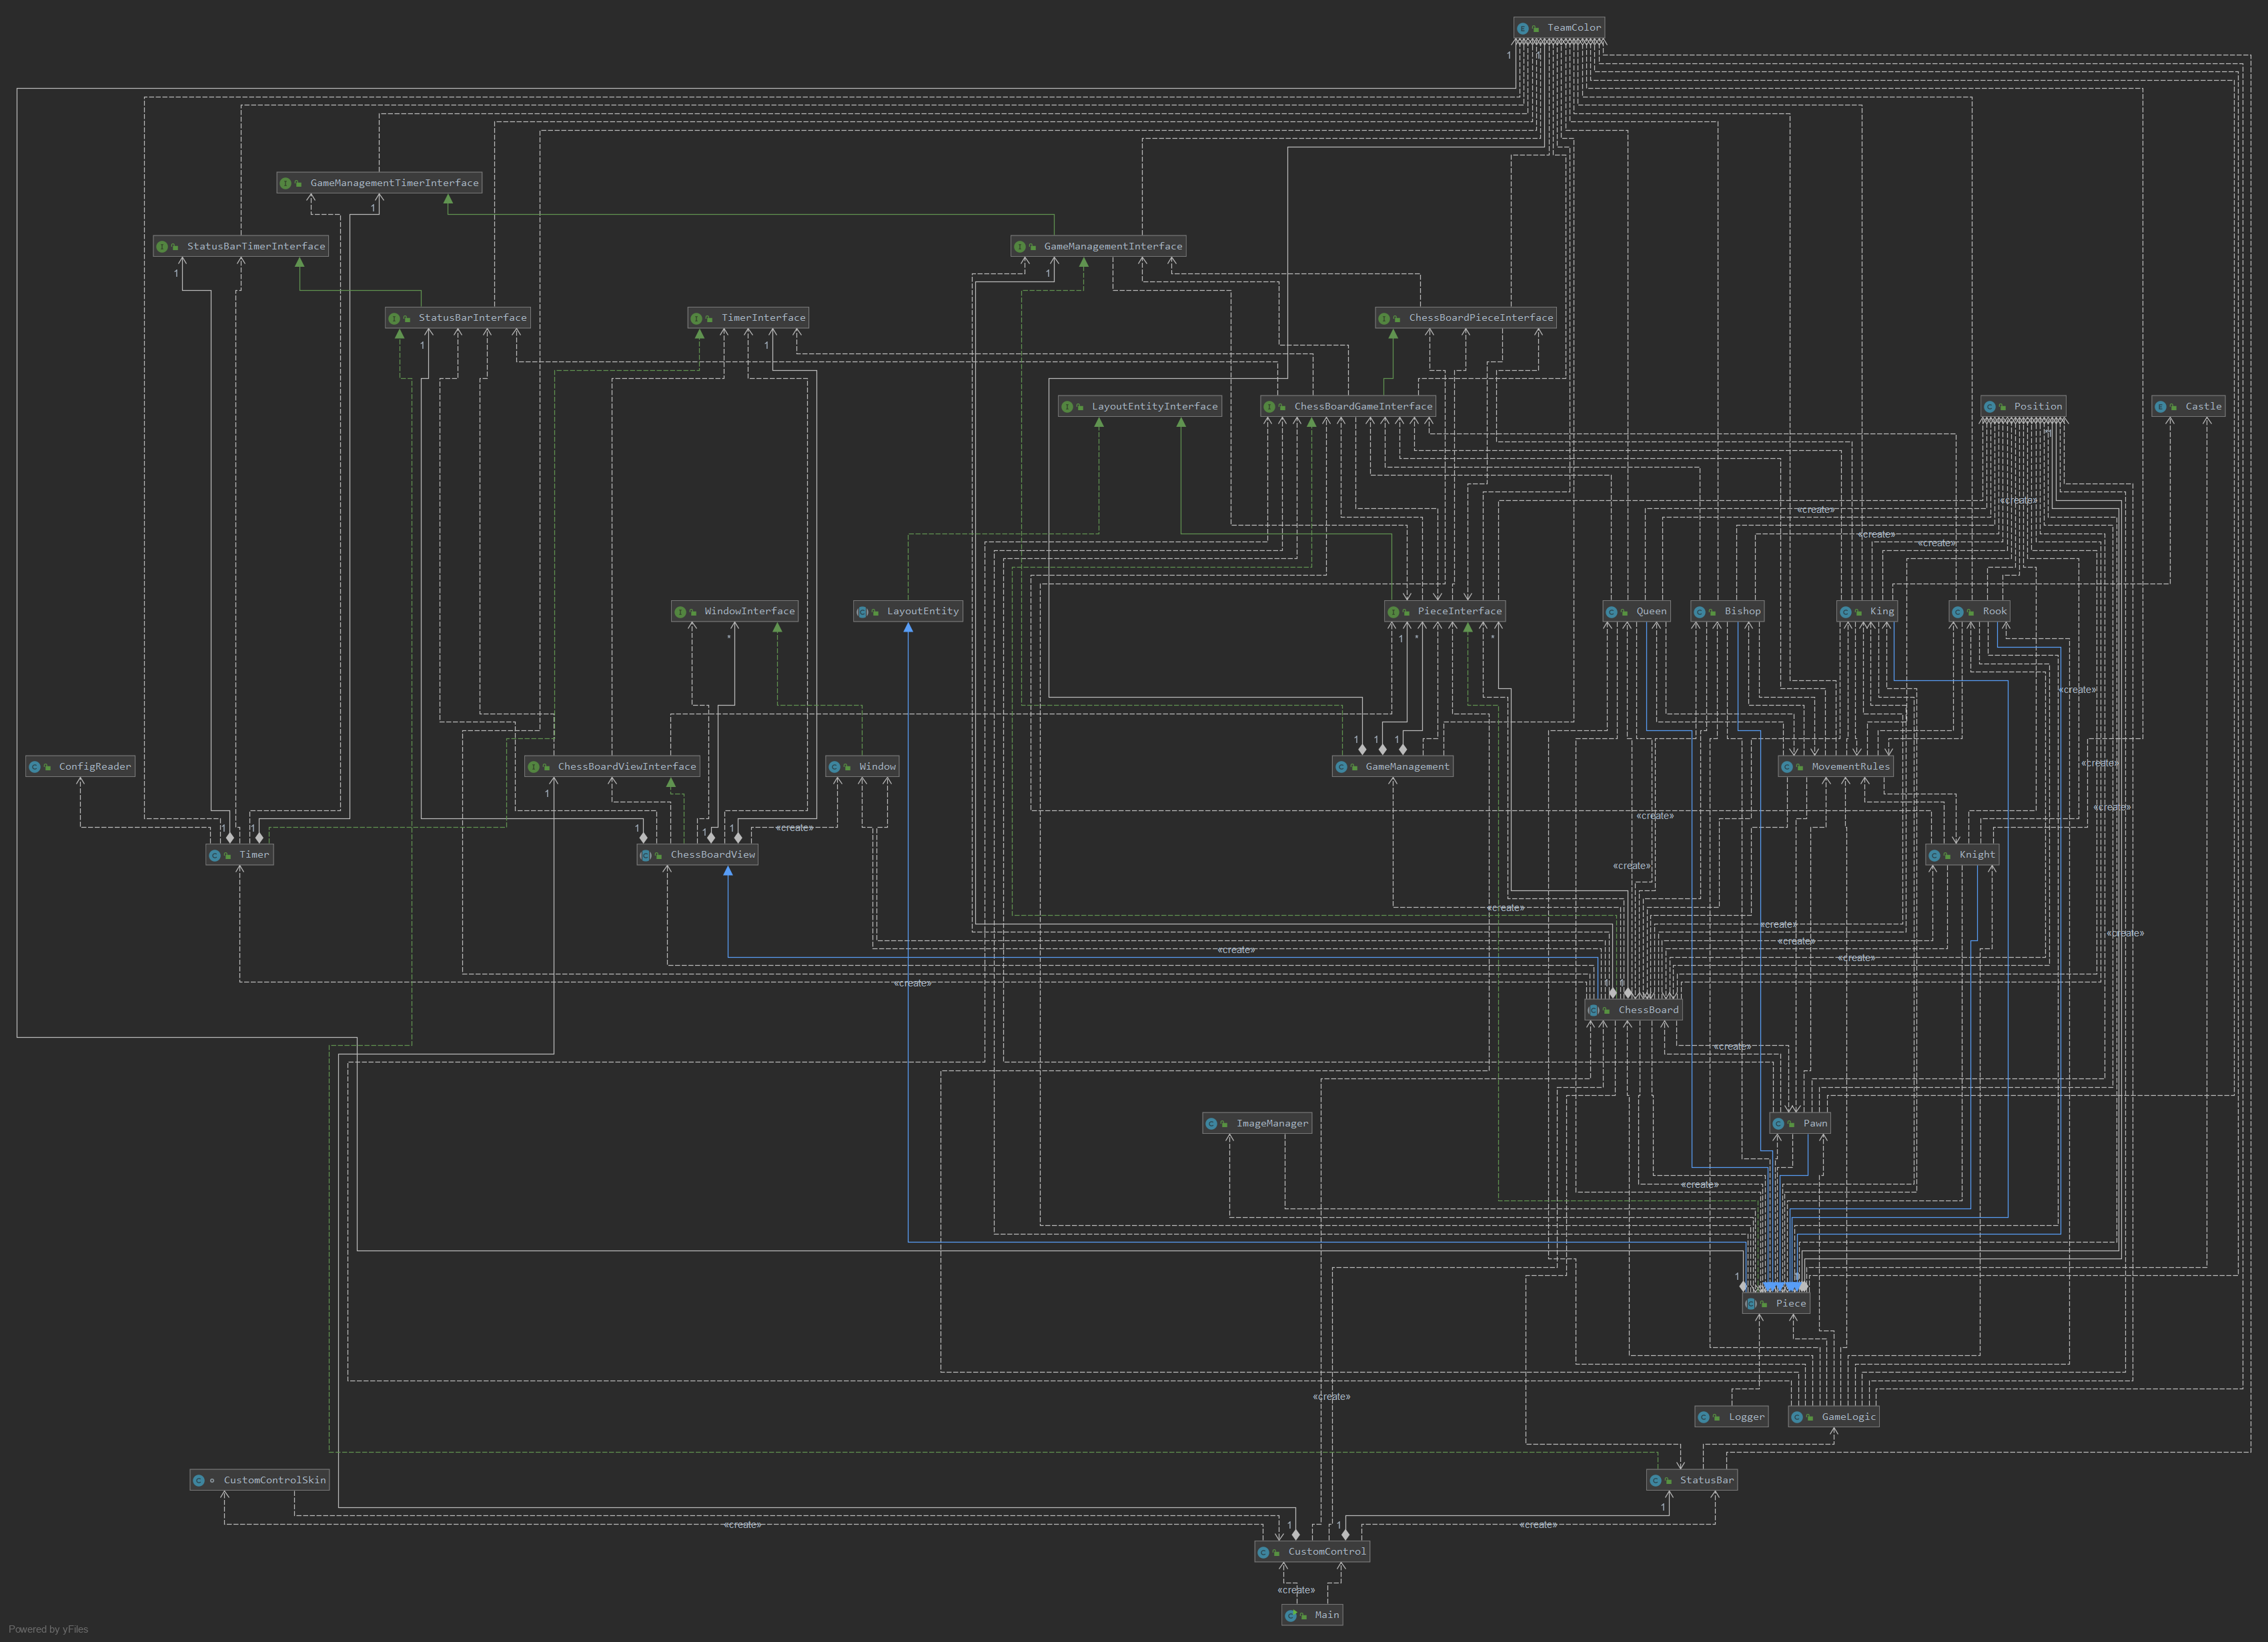 TeamColor
1
GameManagementTimerInterface
1
StatusBarTimerInterface
GameManagementInterface
1
1
StatusBarInterface
TimerInterface
ChessBoardPieceInterface
1
1
LayoutEntityInterface
ChessBoardGameInterface
Position
Castle
«create»
«create»
«create»
«create»
WindowInterface
LayoutEntity
PieceInterface
Queen
Bishop
King
Rook
*
1
*
*
«create»
1
1
1
ConfigReader
ChessBoardViewInterface
Window
GameManagement
MovementRules
«create»
1
«create»
«create»
1
1
1
1
1
«create»
Timer
ChessBoardView
Knight
«create»
«create»
«create»
«create»
«create»
«create»
«create»
«create»
ChessBoard
«create»
ImageManager
Pawn
«create»
1
Piece
«create»
Logger
GameLogic
CustomControlSkin
StatusBar
1
«create»
1
1
«create»
CustomControl
«create»
Main
Powered by yFiles